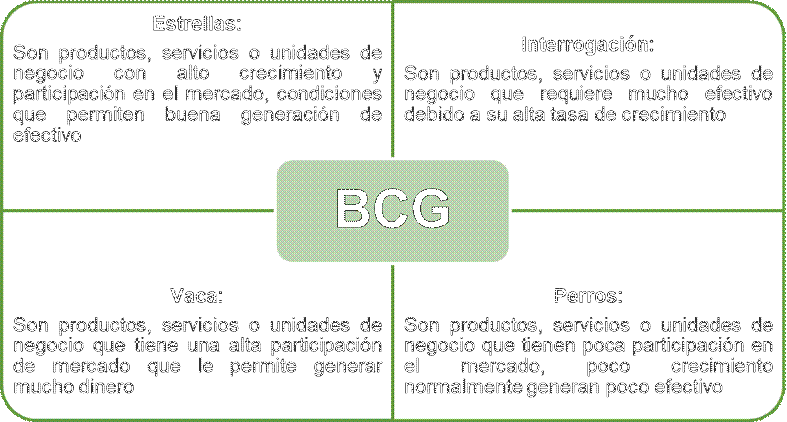 Estrellas:
Son productos, servicios o unidades de
negocio con alto crecimiento y
participación en el mercado, condiciones
que permiten buena generación de
efectivo
Interrogación:
Son productos, servicios o unidades de
negocio que requiere mucho efectivo
debido a su alta tasa de crecimiento
BCG
Vaca:
Son productos, servicios o unidades de
negocio que tiene una alta participación
de mercado que le permite generar
mucho dinero
Perros:
Son productos, servicios o unidades de
negocio que tienen poca participación en
el mercado, poco crecimiento
normalmente generan poco efectivo